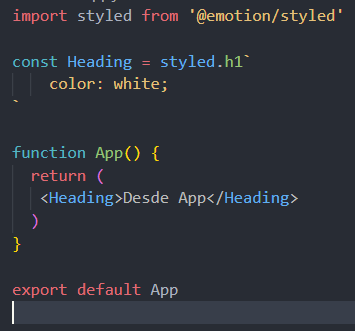 import styled from '@emotion/styled'
const Heading = styled.h1`
color: white;
`
function App() {
return (
<Heading>Desde App</Heading>
)
}
export default App